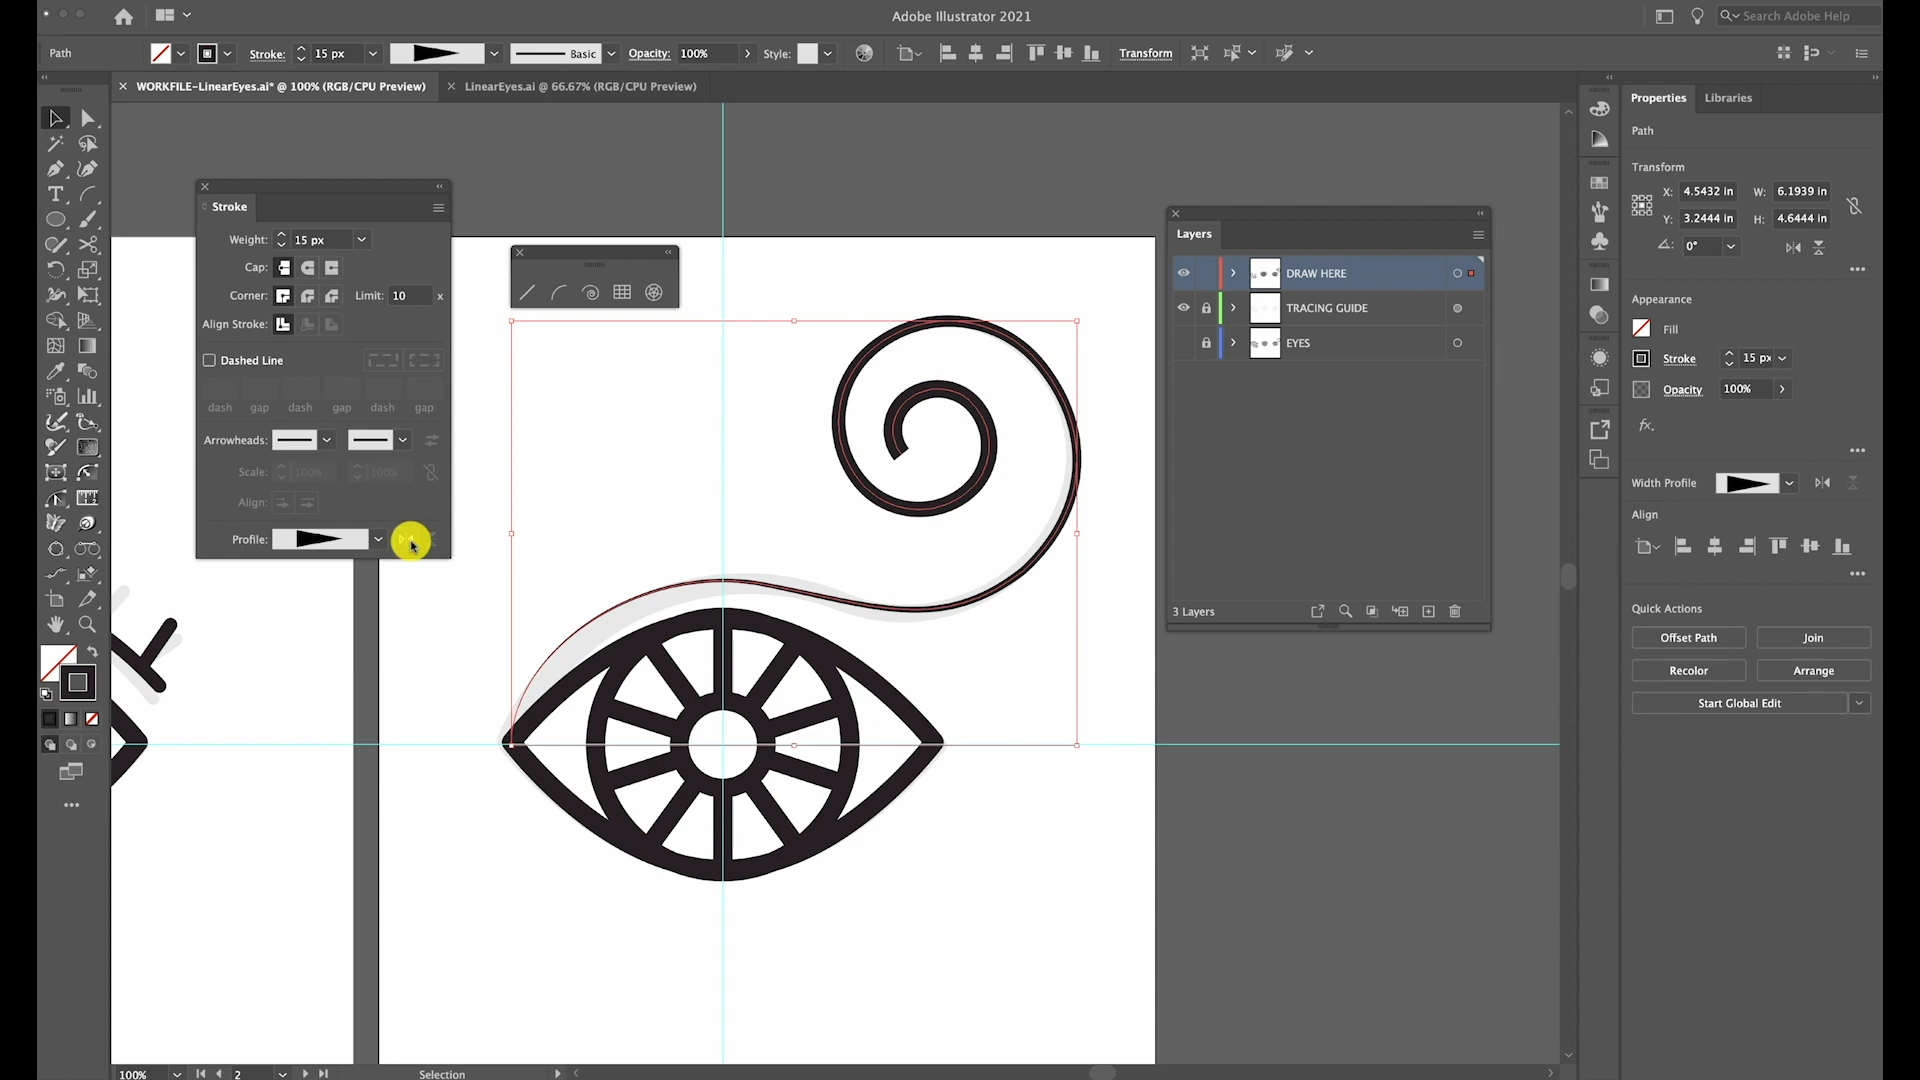 Adobe Illustrator 2021
Search Adobe Help
Path
Stroke:
15 px
Basic
Opacity:
100%
Style:
Transform
WORKFILE-LinearEyes.ai* @ 100% (RGB/CPU Preview)
LinearEyes.ai @ 66.67% (RGB/CPU Preview)
Stroke
Weight:
15 px
Cap:
Corner:
Limit:
10
x
Align Stroke:
Dashed Line
dash
gap
dash
gap
dash
gap
Arrowheads:
Scale:
100%
100%
Align:
Profile:
Layers
DRAW HERE
TRACING GUIDE
EYES
3 Layers
Properties
Libraries
Path
Transform
X:
4.5432 in
W:
6.1939 in
Y:
3.2444 in
H:
4.6444 in
0°
Appearance
Fill
Stroke
15 px
Opacity
100%
fx.
Width Profile
Align
Quick Actions
Offset Path
Join
Recolor
Arrange
Start Global Edit
100%
2
Selection